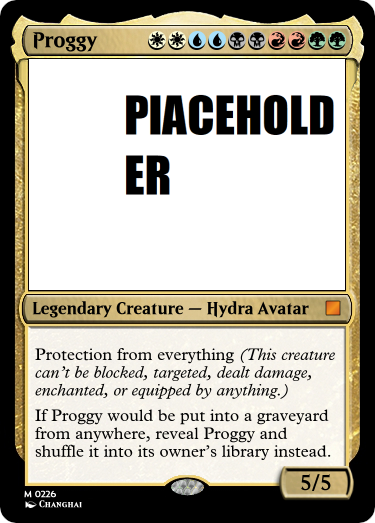 Proggy
PIACEHOLD
ER
Legendary Creature — Hydra Avatar
Protection from everything (This creature
can't be blocked, targeted, dealt damage,
enchanted, or equipped by anything.)
If Proggy would be put into a graveyard
from anywhere, reveal Proggy and
shuffle it into its owner's library instead.
5/5
M 0226
Changhai